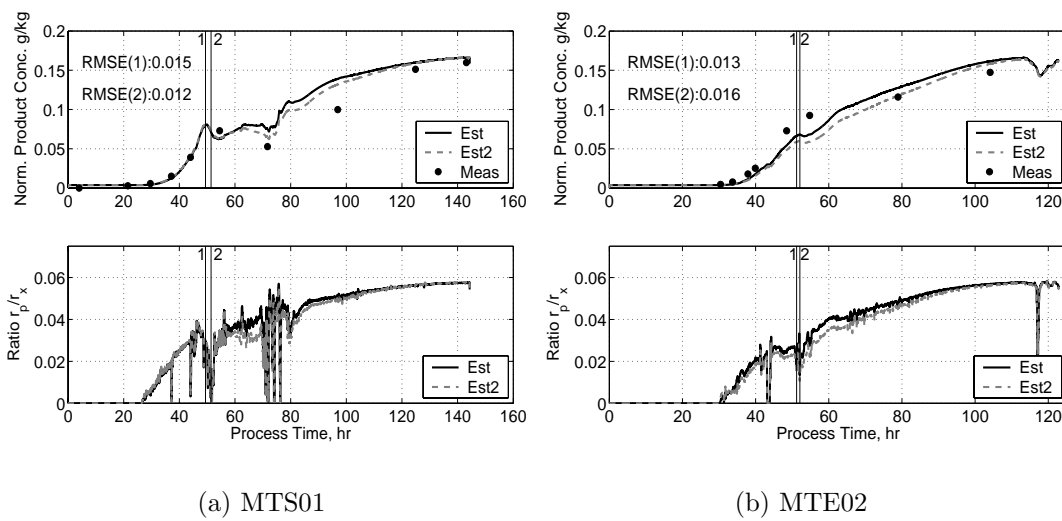 Norm. Product Conc. g/kg
0.2
0.15
0.1
0.05
0
1 2
RMSE(1):0.015
RMSE(2):0.012
Est
Est2
Meas
0 20 40 60 80 100 120 140 160
Norm. Product Conc. g/kg
0.2
0.15
0.1
0.05
0
1 2
RMSE(1):0.013
RMSE(2):0.016
Est
Est2
Meas
0 20 40 60 80 100 120
Ratio r_p/r_x
0.06
0.04
0.02
0
1 2
Est
Est2
0 20 40 60 80 100 120 140 160
Process Time, hr
Ratio r_p/r_x
0.06
0.04
0.02
0
1 2
Est
Est2
0 20 40 60 80 100 120
Process Time, hr
(a) MTS01
(b) MTE02